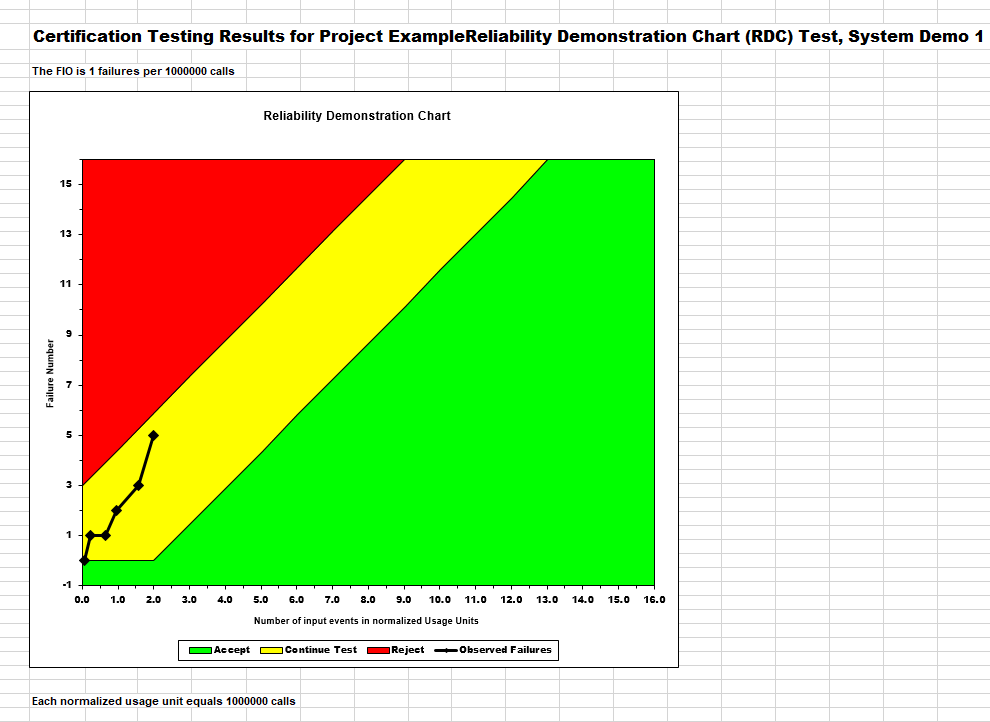 Certification Testing Results for Project ExampleReliability Demonstration Chart (RDC) Test, System Demo 1
The FIO is 1 failures per 1000000 calls
Reliability Demonstration Chart
15
13
11
9
7
5
3
1
-1
Failure Number
0.0 1.0 2.0 3.0 4.0 5.0 6.0 7.0 8.0 9.0 10.0 11.0 12.0 13.0 14.0 15.0 16.0
Number of input events in normalized Usage Units
Accept Continue Test Reject Observed Failures
Each normalized usage unit equals 1000000 calls